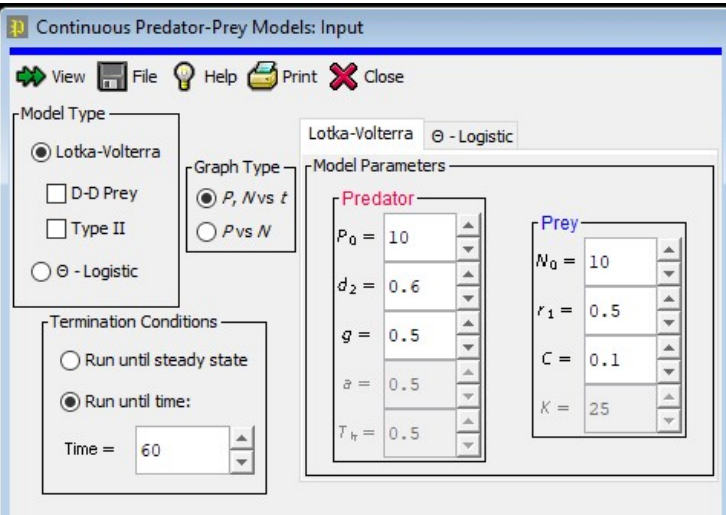 Continuous Predator-Prey Models: Input
View File Help Print Close
Model Type
Lotka-Volterra
D-D Prey
Type II
Θ - Logistic
Graph Type
P, N vs t
P vs N
Termination Conditions
Run until steady state
Run until time:
Time = 60
Lotka-Volterra Θ - Logistic
Model Parameters
Predator
P₀ = 10
d₂ = 0.6
g = 0.5
a = 0.5
Tₕ = 0.5
Prey
N₀ = 10
r₁ = 0.5
C = 0.1
K = 25